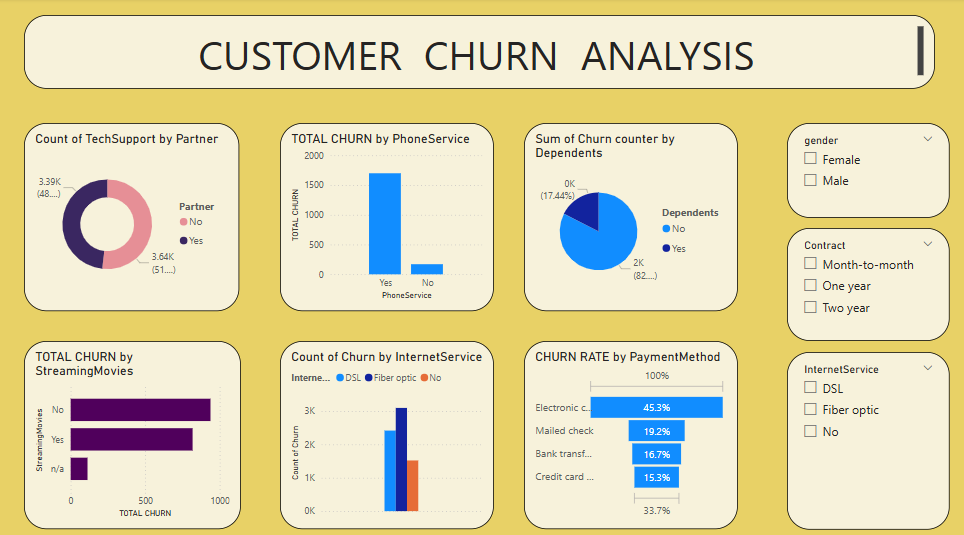 CUSTOMER CHURN ANALYSIS
Count of TechSupport by Partner
3.39K
(48....)
3.64K
(51....)
Partner
No
Yes
TOTAL CHURN by PhoneService
TOTAL CHURN
2000
1500
1000
500
0
Yes No
PhoneService
Sum of Churn counter by
Dependents
0K
(17.44%)
2K
(82....)
Dependents
No
Yes
gender
Female
Male
Contract
Month-to-month
One year
Two year
TOTAL CHURN by
StreamingMovies
StreamingMovies
No
Yes
n/a
0 500 1000
TOTAL CHURN
Count of Churn by InternetService
Interne... DSL Fiber optic No
Count of Churn
3K
2K
1K
0K
CHURN RATE by PaymentMethod
100%
Electronic c... 45.3%
Mailed check 19.2%
Bank transf... 16.7%
Credit card ... 15.3%
33.7%
InternetService
DSL
Fiber optic
No